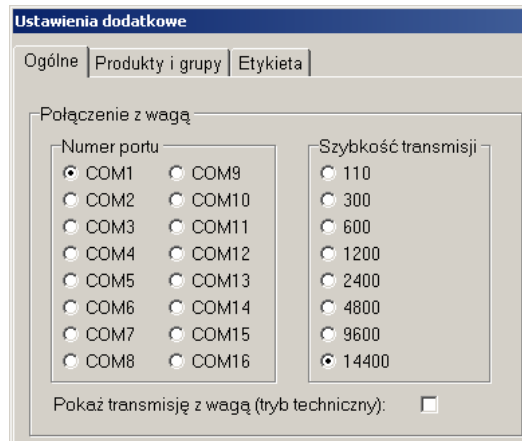 Ustawienia dodatkowe
Ogólne Produkty i grupy Etykieta
Połączenie z wagą
Numer portu
COM1 COM9
COM2 COM10
COM3 COM11
COM4 COM12
COM5 COM13
COM6 COM14
COM7 COM15
COM8 COM16
Szybkość transmisji
110
300
600
1200
2400
4800
9600
14400
Pokaż transmisję z wagą (tryb techniczny):